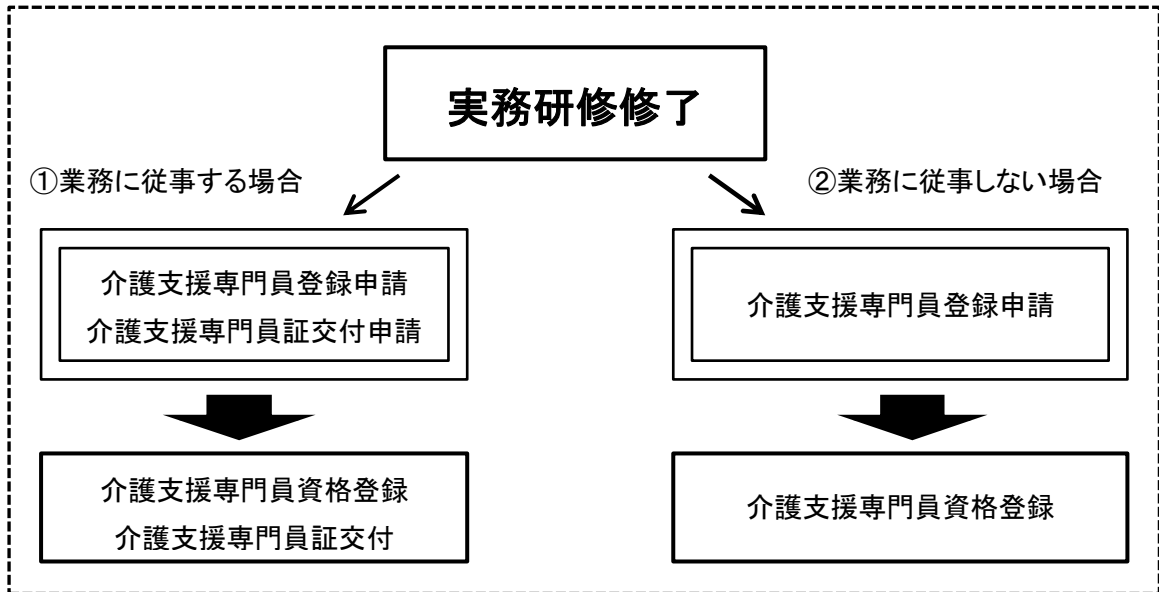 実務研修修了
①業務に従事する場合
②業務に従事しない場合
介護支援専門員登録申請
介護支援専門員証交付申請
介護支援専門員登録申請
介護支援専門員資格登録
介護支援専門員証交付
介護支援専門員資格登録